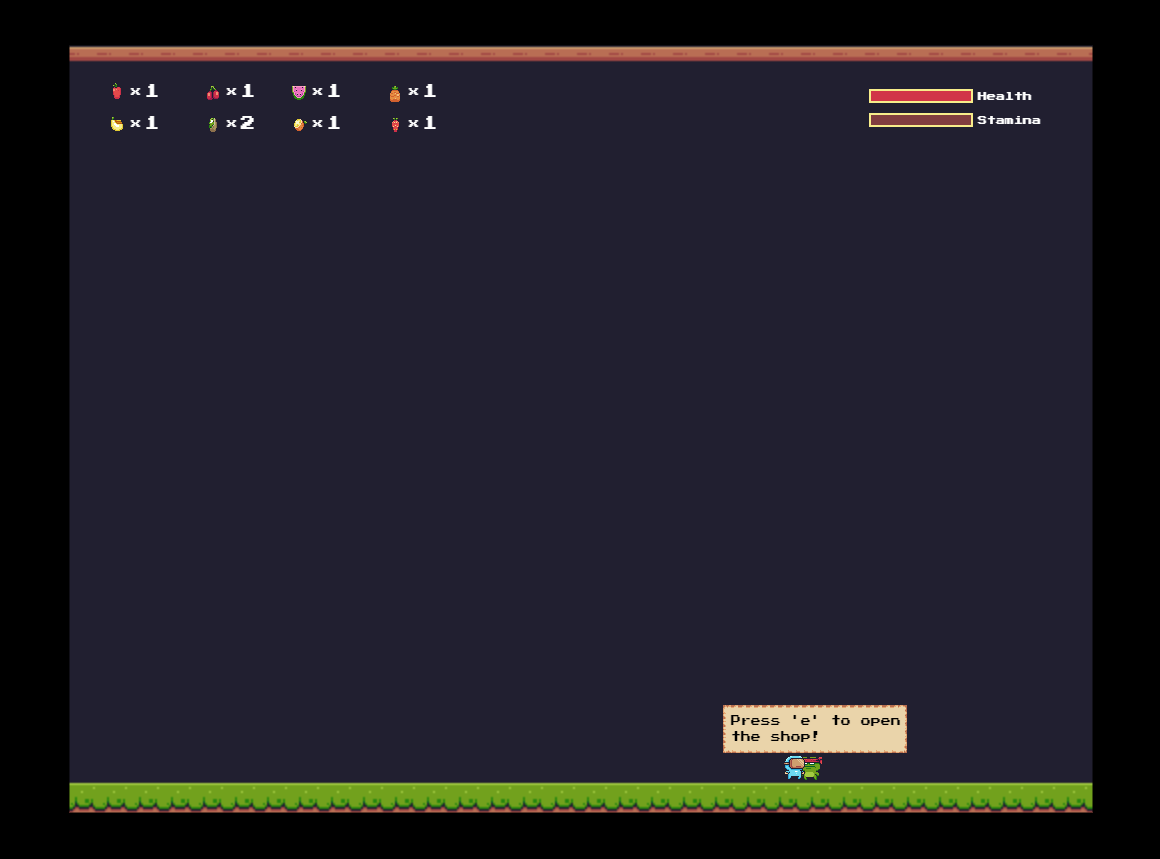 x 1 x 1 x 1 x 1 Health
x 1 x 2 x 1 x 1 Stamina
Press 'e' to open
the shop!